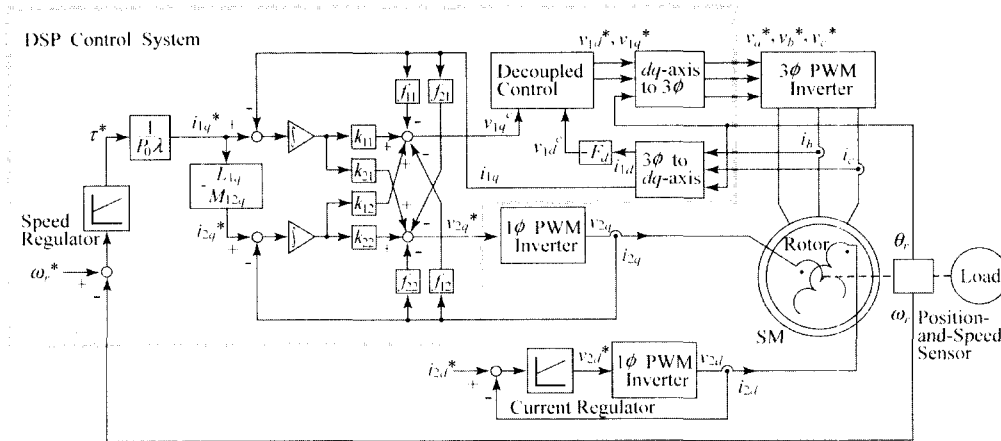 DSP Control System
v1d*, v1q*
va*, vb*, vc*
Decoupled
Control
dq-axis
to 3ϕ
3ϕ PWM
Inverter
f11
f21
τ*
1
P0λ
i1q*
+
-
∫
k11
+
-
-
+
v1q^c
v1d^c
-Fd
i1d
3ϕ to
dq-axis
ib
ic
k21
i1q
L1q
-
M12q
k12
Speed
Regulator
i2q*
+
-
∫
k22
+
+
-
-
v2q*
1ϕ PWM
Inverter
v2q
i2q
Rotor
θr
Load
ωr*
+
-
f22
f12
SM
ωr
Position-
and-Speed
Sensor
i2d*
+
-
v2d*
1ϕ PWM
Inverter
v2d
i2d
Current Regulator